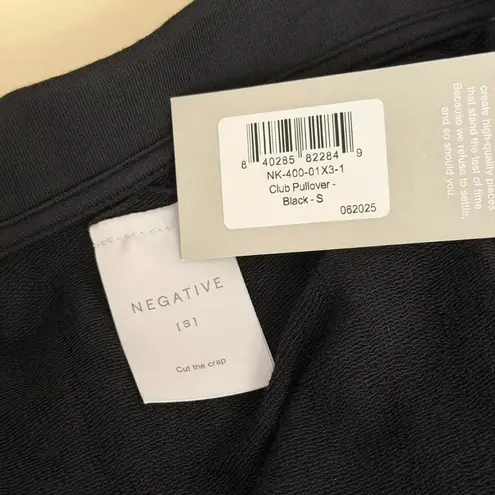 create high-quality pieces
that stand the test of time.
Because we refuse to settle,
and so should you.
8 40285 82284 9
NK-400-01X3-1
Club Pullover -
Black - S
062025
NEGATIVE
[S]
Cut the crap